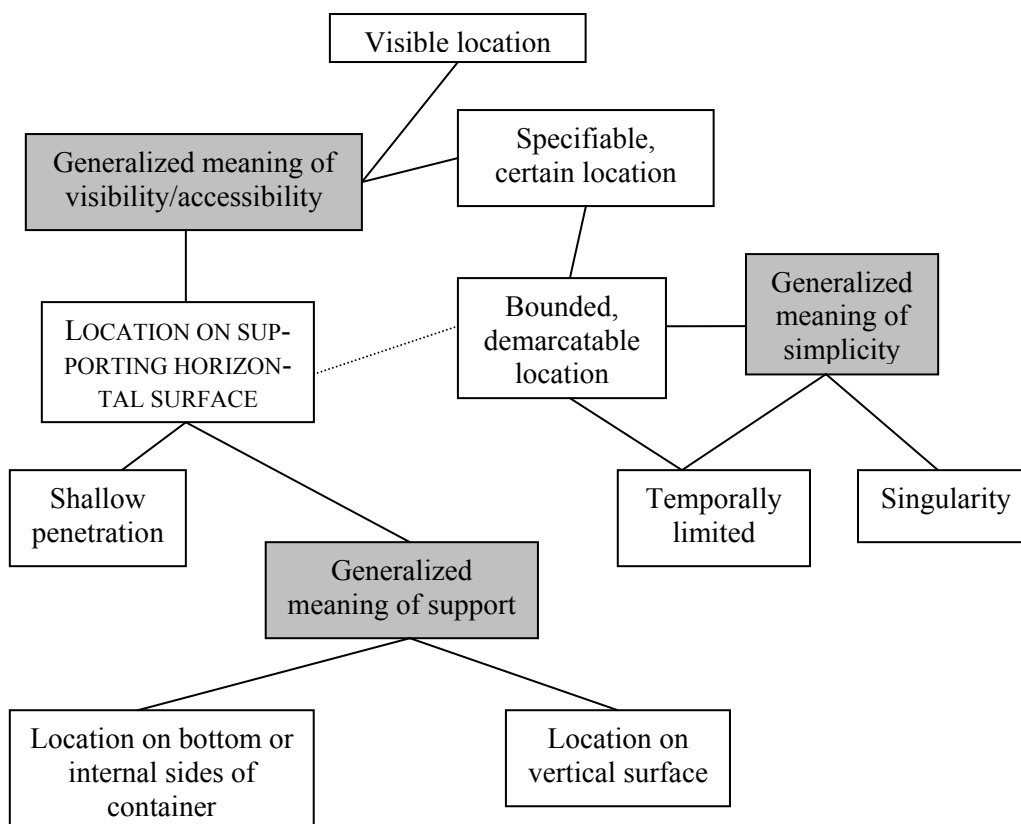 Visible location
Generalized meaning of
visibility/accessibility
Specifiable,
certain location
LOCATION ON SUP-
PORTING HORIZON-
TAL SURFACE
Bounded,
demarcatable
location
Generalized
meaning of
simplicity
Shallow
penetration
Temporally
limited
Singularity
Generalized
meaning of support
Location on bottom or
internal sides of
container
Location on
vertical surface